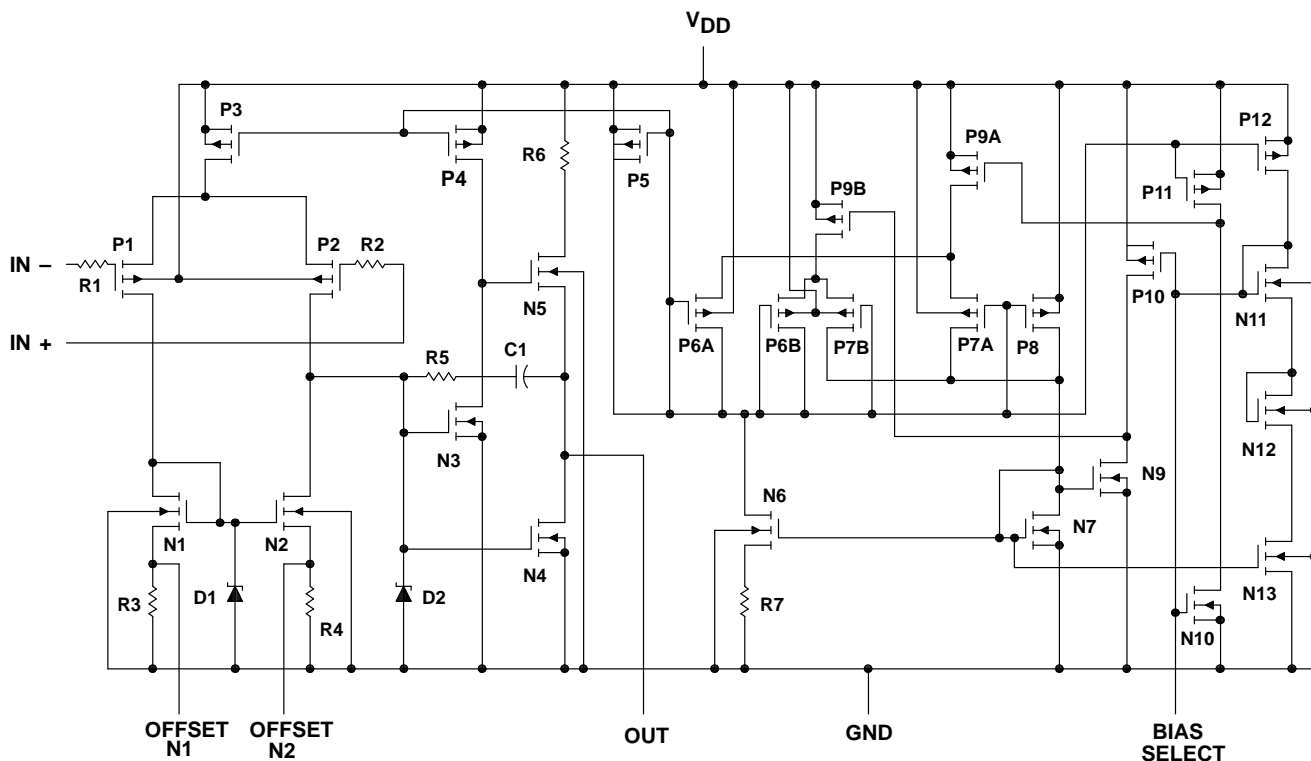 VDD
P3
P4
R6
P5
P9B
P9A
P12
P11
IN –
R1
P1
P2
R2
IN +
N5
P6A
P6B
P7B
P7A
P8
P10
N11
R5
C1
N3
N12
N1
N2
N4
N6
N7
N9
N13
R3
D1
R4
D2
R7
N10
OFFSET
N1
OFFSET
N2
OUT
GND
BIAS
SELECT